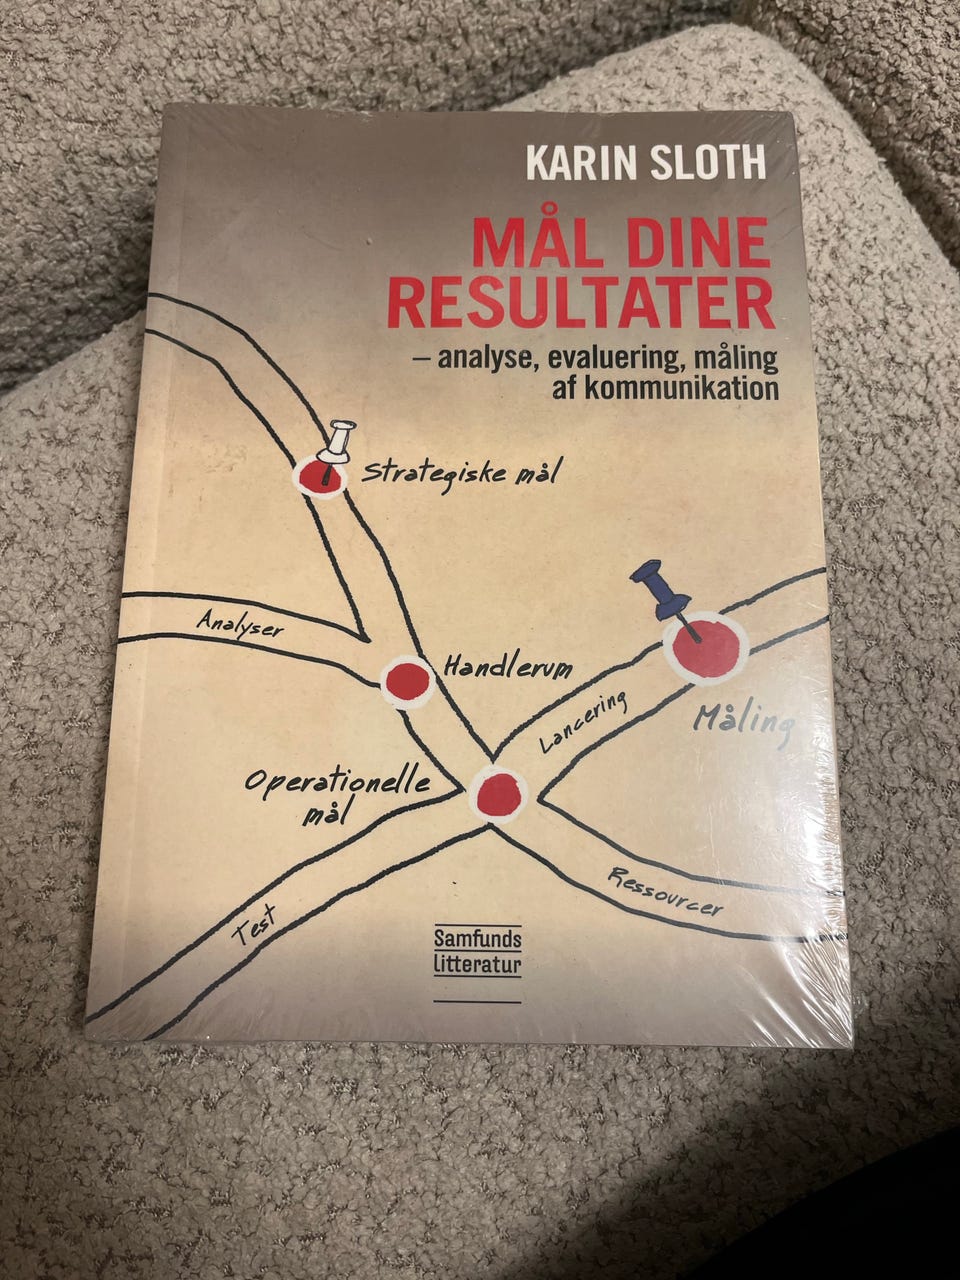 KARIN SLOTH
MÅL DINE
RESULTATER
– analyse, evaluering, måling
af kommunikation
Strategiske mål
Analyser
Handlerum
Lancering
Måling
Operationelle
mål
Ressourcer
Test
Samfunds
litteratur